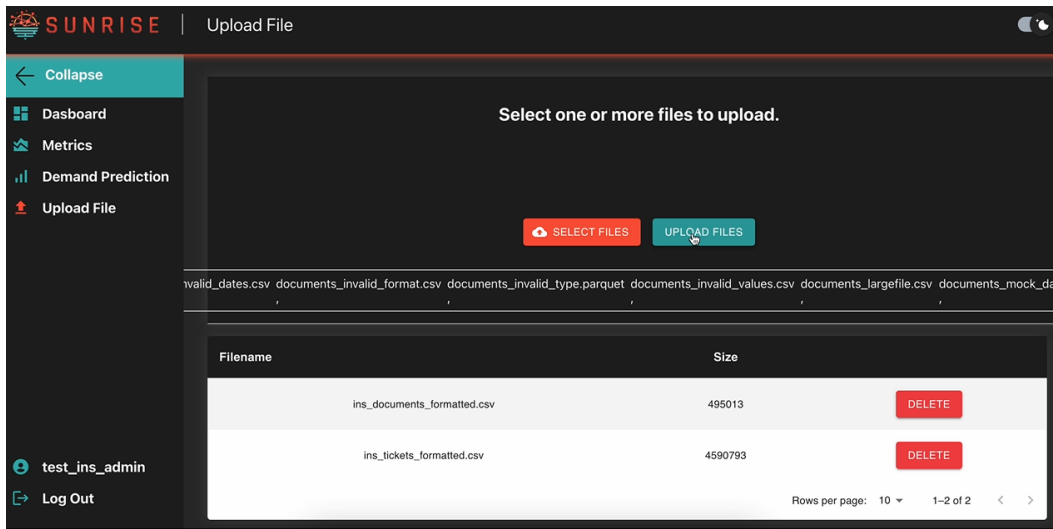 SUNRISE
Upload File
Collapse
Dasboard
Metrics
Demand Prediction
Upload File
test_ins_admin
Log Out
Select one or more files to upload.
SELECT FILES
UPLOAD FILES
documents_invalid_format.csv documents_invalid_type.parquet documents_invalid_values.csv documents_largefile.csv
, , , , ,
Filename Size
ins_documents_formatted.csv 495013 DELETE
ins_tickets_formatted.csv 4590793 DELETE
Rows per page: 10 1–2 of 2